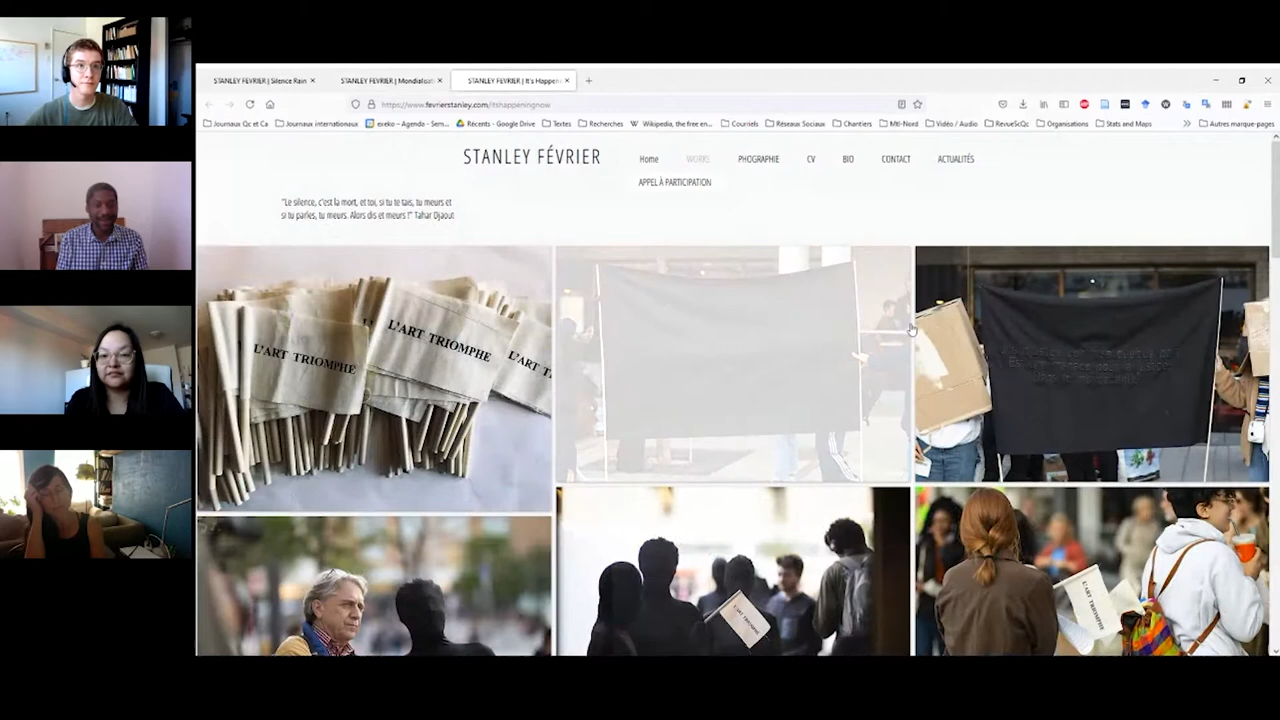 STANLEY FÉVRIER | Silence Rain
STANLEY FÉVRIER | Mondialisati
STANLEY FÉVRIER | It's Happen
https://www.fevrierstanley.com/itshappeningnow
Journaux Qc et Ca
Journaux internationaux
exeko – Agenda - Sem...
Récents - Google Drive
Textes
Recherches
Wikipedia, the free en...
Courriels
Réseaux Sociaux
Chantiers
Mtl-Nord
Vidéo / Audio
RevueScQc
Organisations
Stats and Maps
Autres marque-pages
STANLEY FÉVRIER
Home
WORKS
PHOGRAPHIE
CV
BIO
CONTACT
ACTUALITÉS
APPEL À PARTICIPATION
"Le silence, c'est la mort, et toi, si tu te tais, tu meurs et
si tu parles, tu meurs. Alors dis et meurs !" Tahar Djaout
L'ART TRIOMPHE
L'ART TRIOMPHE
L'ART T
L'ART TRIOMPHE
L'ART TRIOMPHE